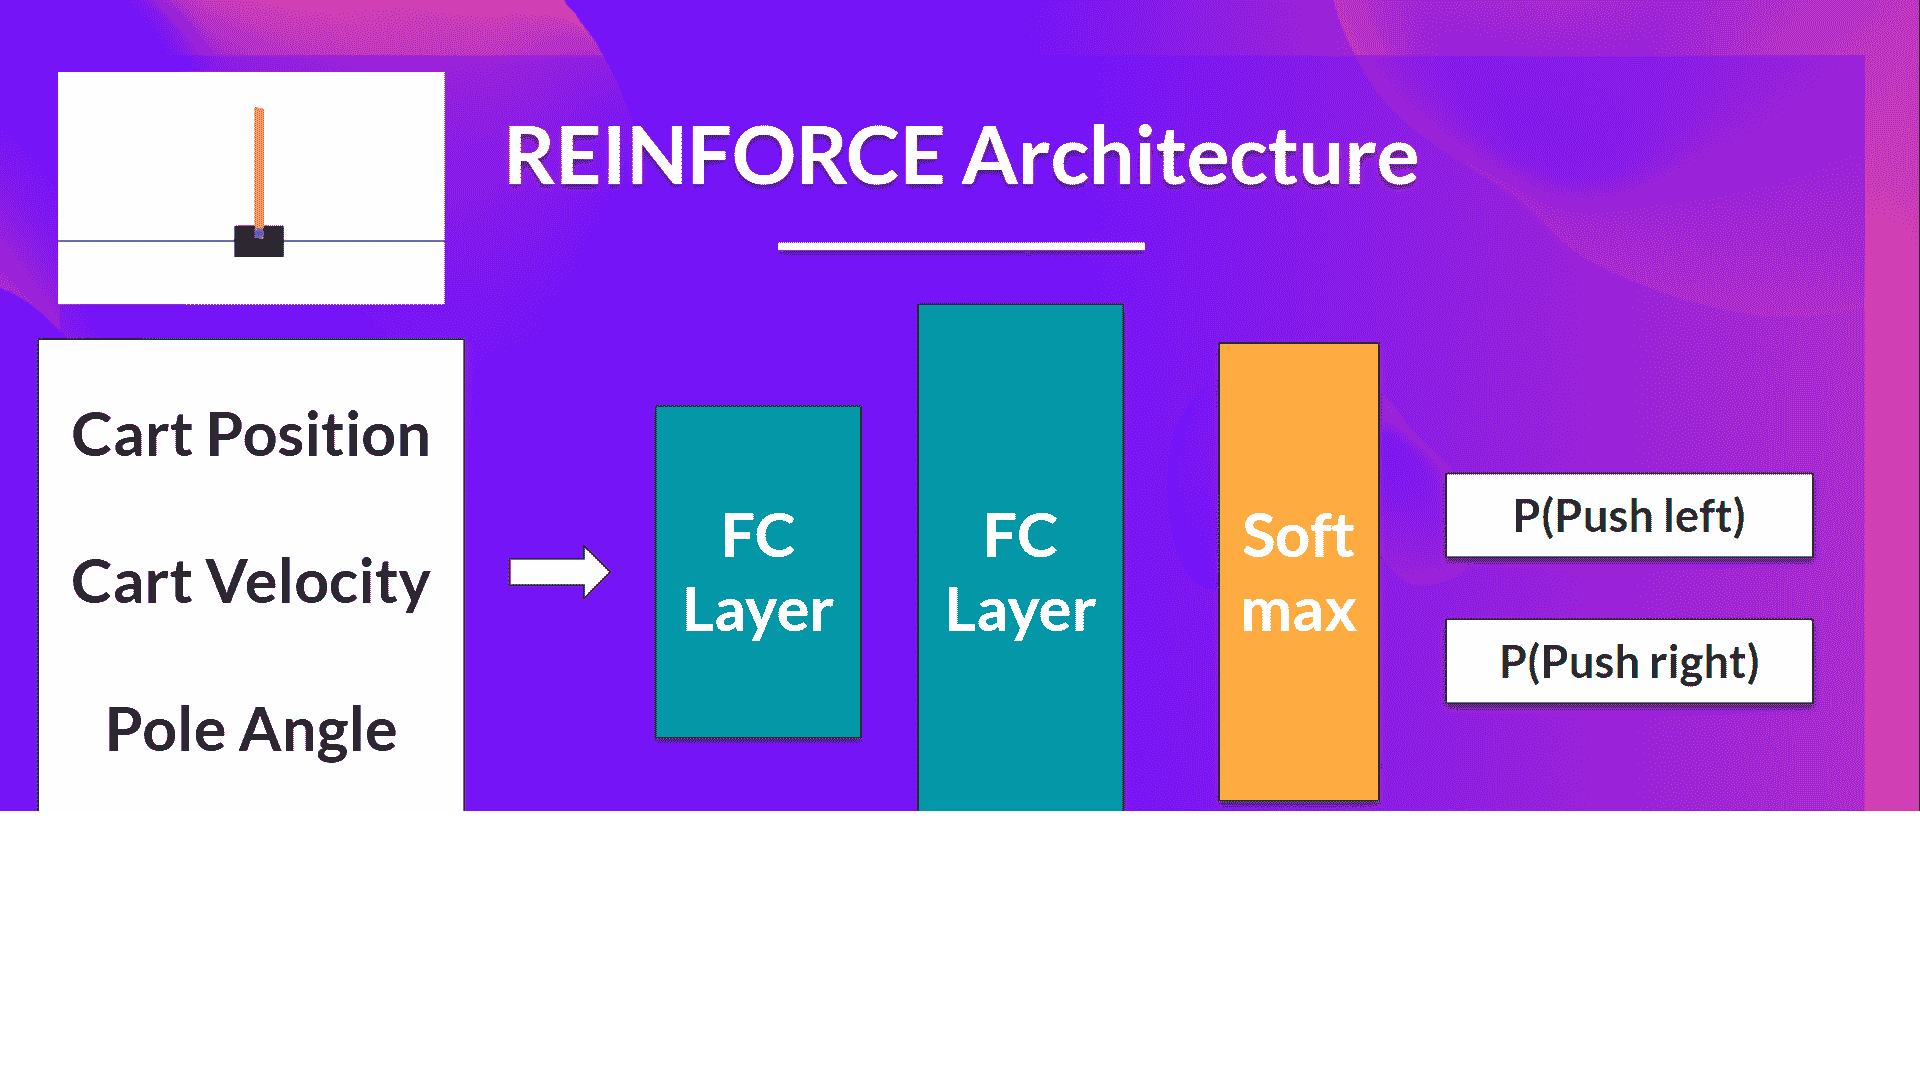 REINFORCE Architecture
Cart Position
Cart Velocity
Pole Angle
FC
Layer
FC
Layer
Soft
max
P(Push left)
P(Push right)